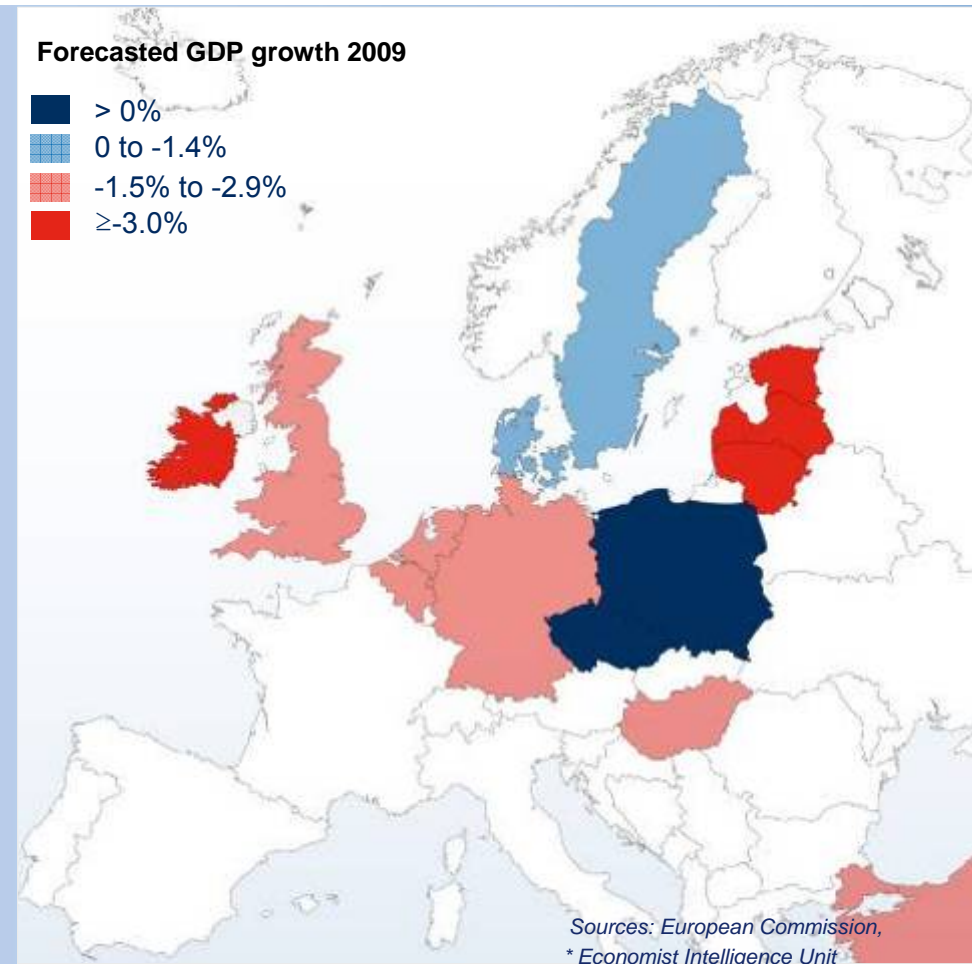 Forecasted GDP growth 2009
> 0%
0 to -1.4%
-1.5% to -2.9%
≥-3.0%
Sources: European Commission,
* Economist Intelligence Unit